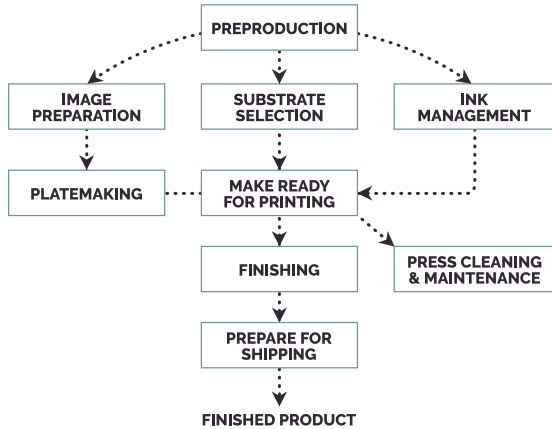 PREPRODUCTION
IMAGE
PREPARATION
SUBSTRATE
SELECTION
INK
MANAGEMENT
PLATEMAKING
MAKE READY
FOR PRINTING
FINISHING
PRESS CLEANING
& MAINTENANCE
PREPARE FOR
SHIPPING
FINISHED PRODUCT